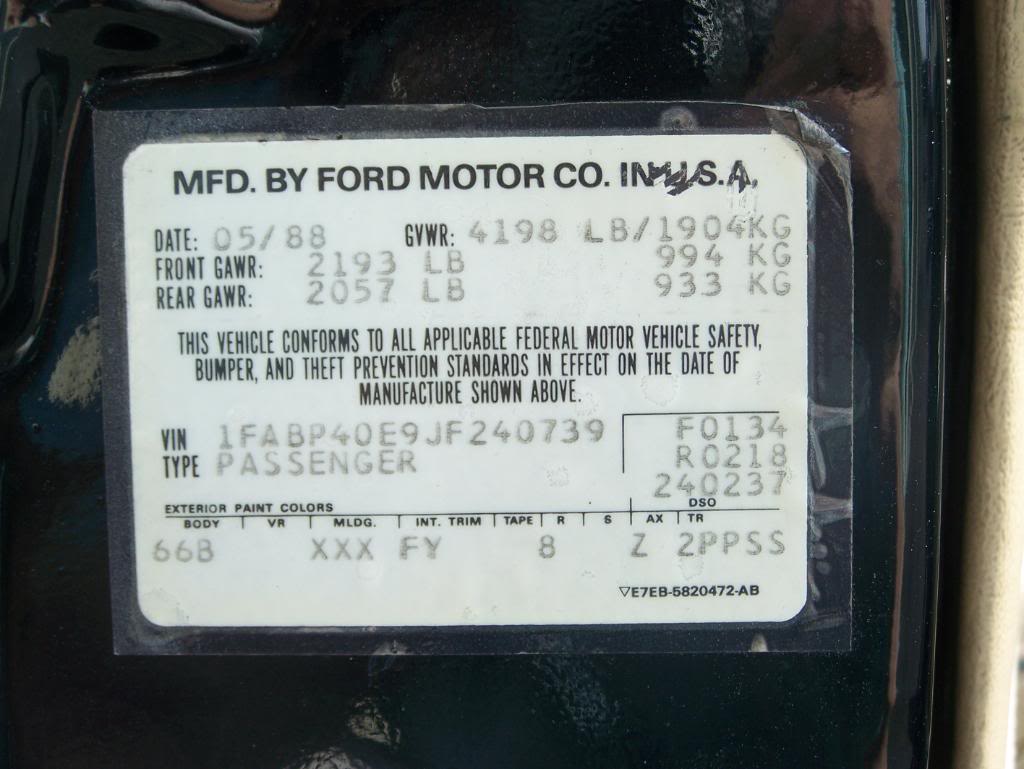 MFD. BY FORD MOTOR CO. IN U.S.A.
DATE: 05/88 GVWR: 4198 LB/1904KG
FRONT GAWR: 2193 LB 994 KG
REAR GAWR: 2057 LB 933 KG
THIS VEHICLE CONFORMS TO ALL APPLICABLE FEDERAL MOTOR VEHICLE SAFETY,
BUMPER, AND THEFT PREVENTION STANDARDS IN EFFECT ON THE DATE OF
MANUFACTURE SHOWN ABOVE.
VIN 1FABP40E9JF240739 F0134
TYPE PASSENGER R0218
240237
EXTERIOR PAINT COLORS DSO
BODY VR MLDG. INT. TRIM TAPE R S AX TR
66B XXX FY 8 Z 2PPSS
▽E7EB-5820472-AB